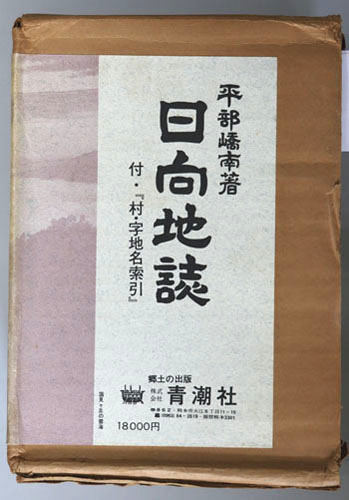 平部嶠南著
日向地誌
付・『村・字地名索引』
郷土の出版
株式会社 青潮社
18000円